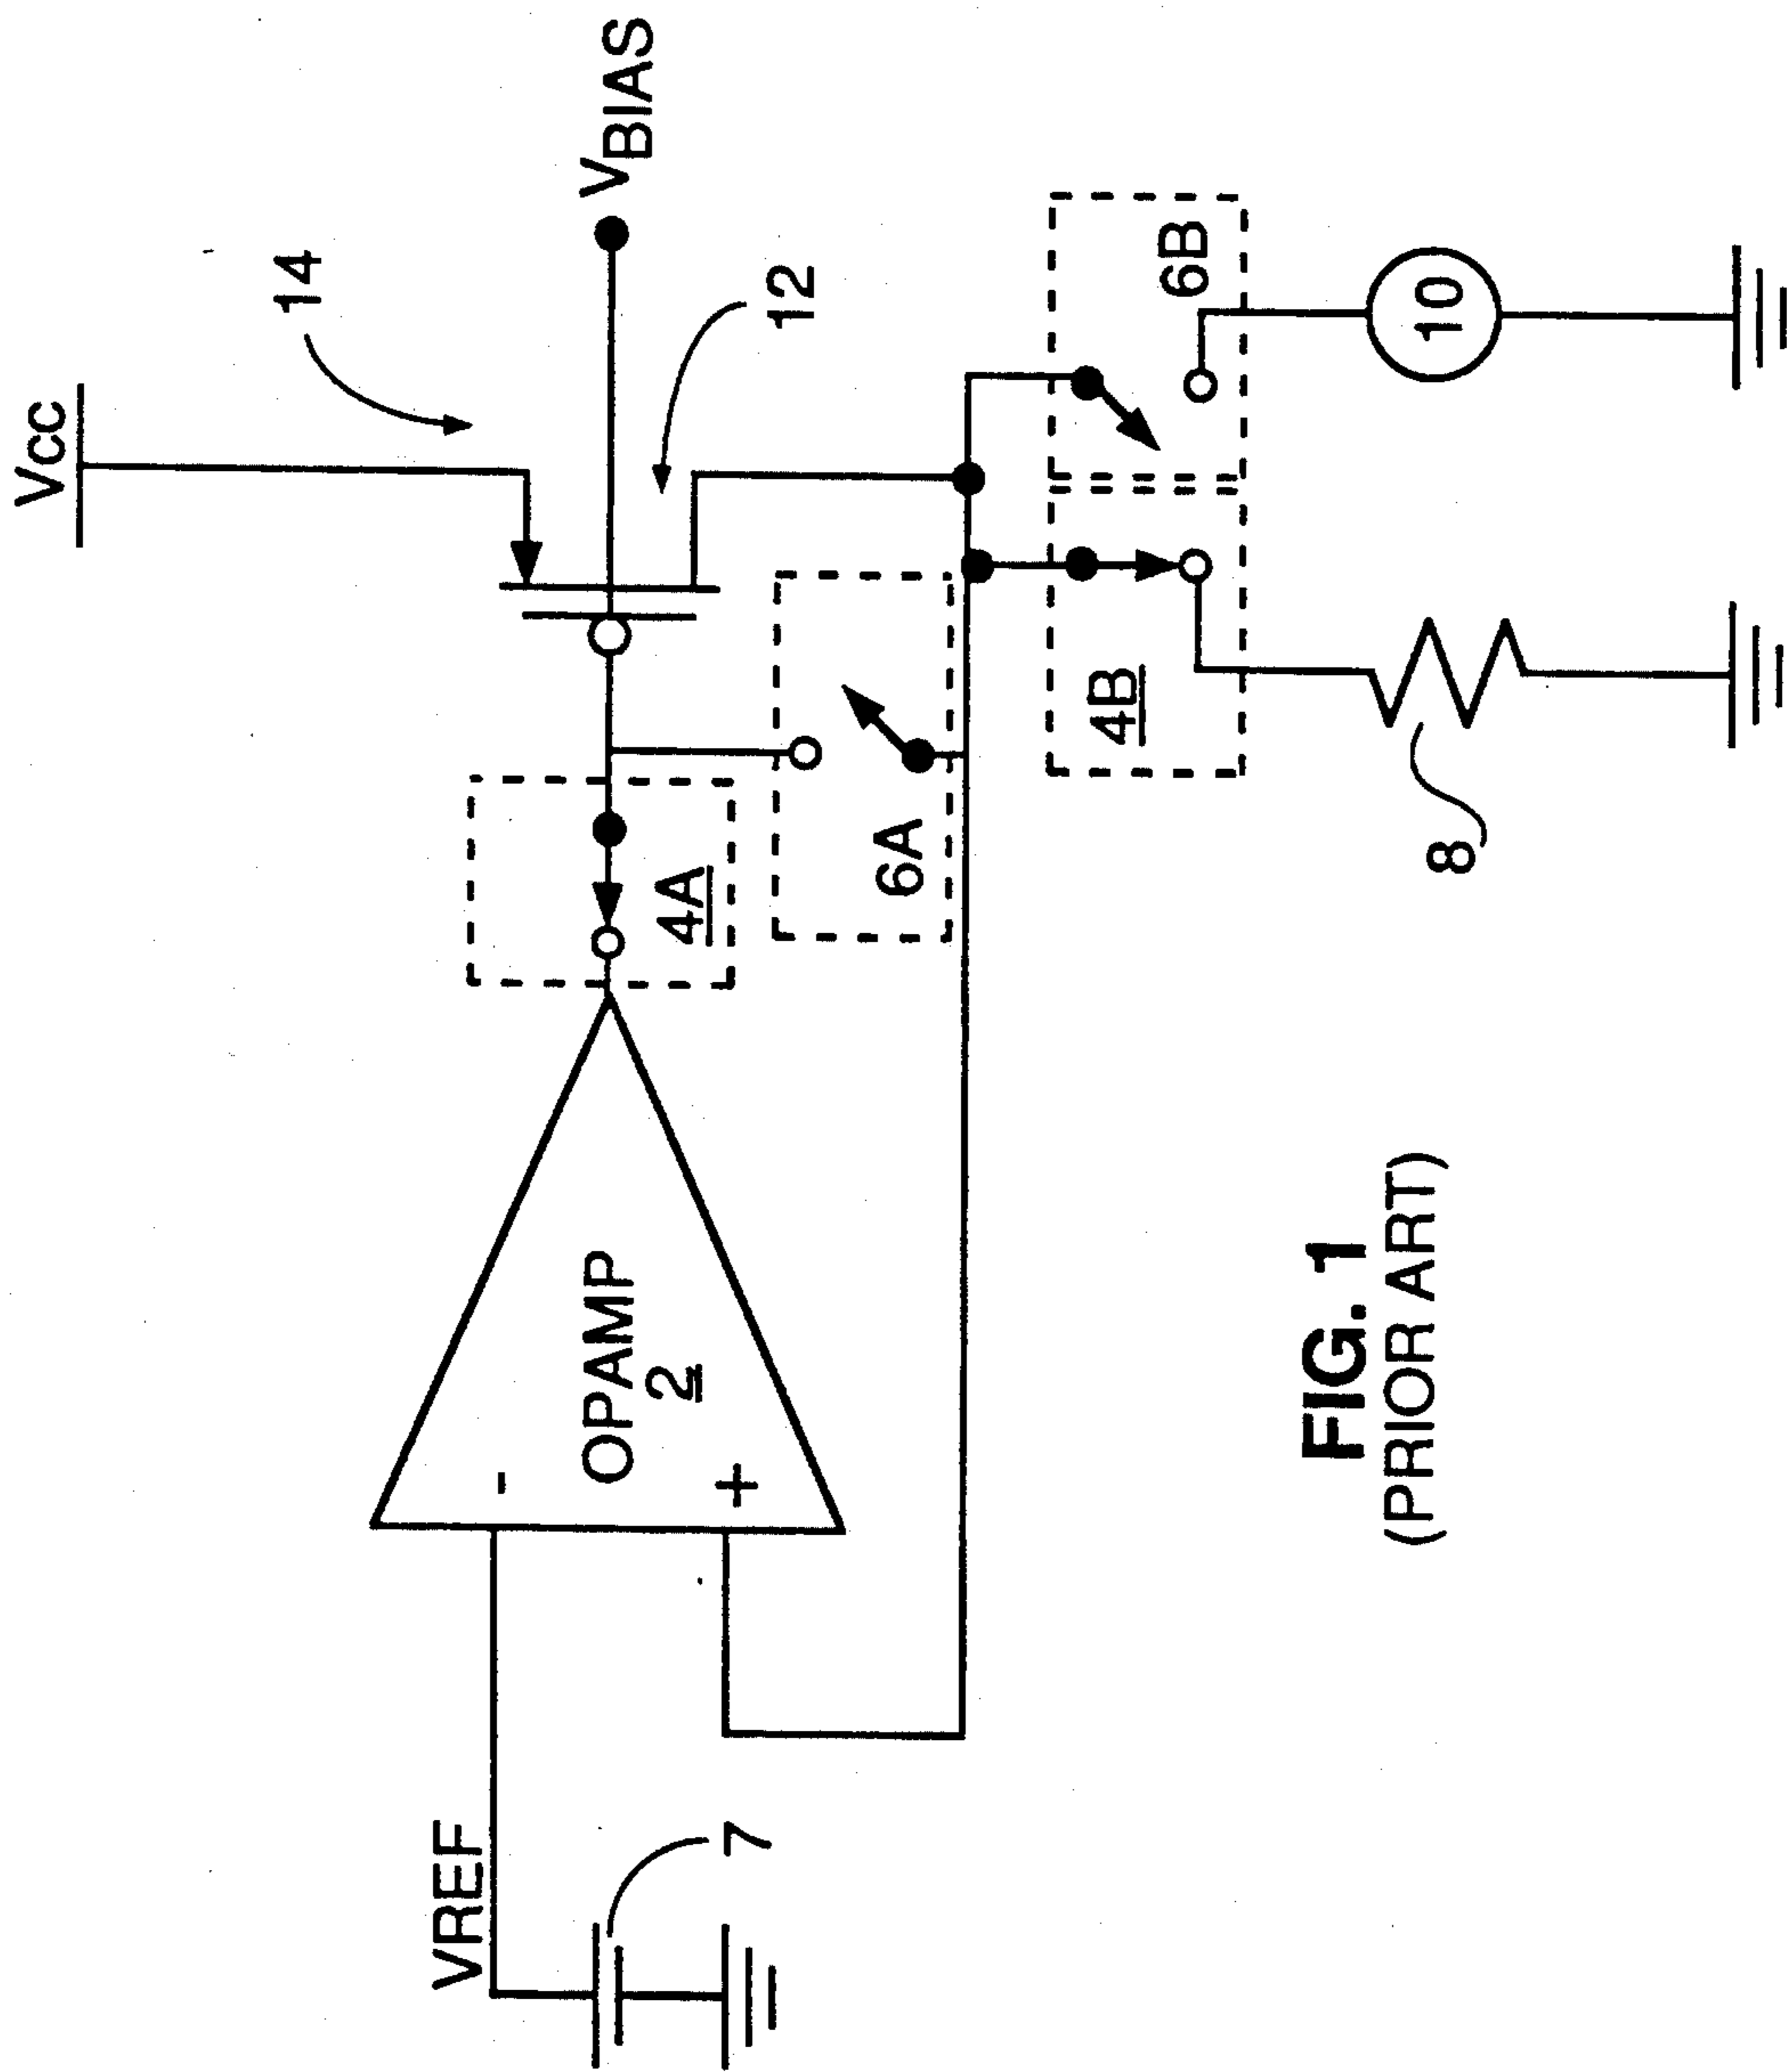 Vcc
14
VBIAS
12
VREF
7
-
OPAMP
2
+
4A
6A
4B
6B
8
10
FIG. 1
(PRIOR ART)